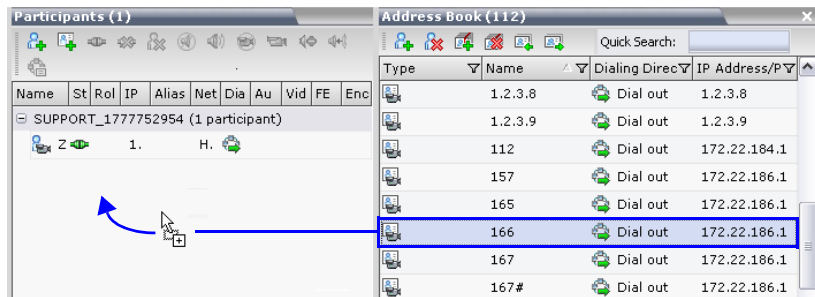 Participants (1)
Name St Rol IP Alias Net Dia Au Vid FE Enc
SUPPORT_1777752954 (1 participant)
Z 1. H.
Address Book (112)
Quick Search:
Type Name Dialing Direc IP Address/P
1.2.3.8 Dial out 1.2.3.8
1.2.3.9 Dial out 1.2.3.9
112 Dial out 172.22.184.1
157 Dial out 172.22.186.1
165 Dial out 172.22.186.1
166 Dial out 172.22.186.1
167 Dial out 172.22.186.1
167# Dial out 172.22.186.1